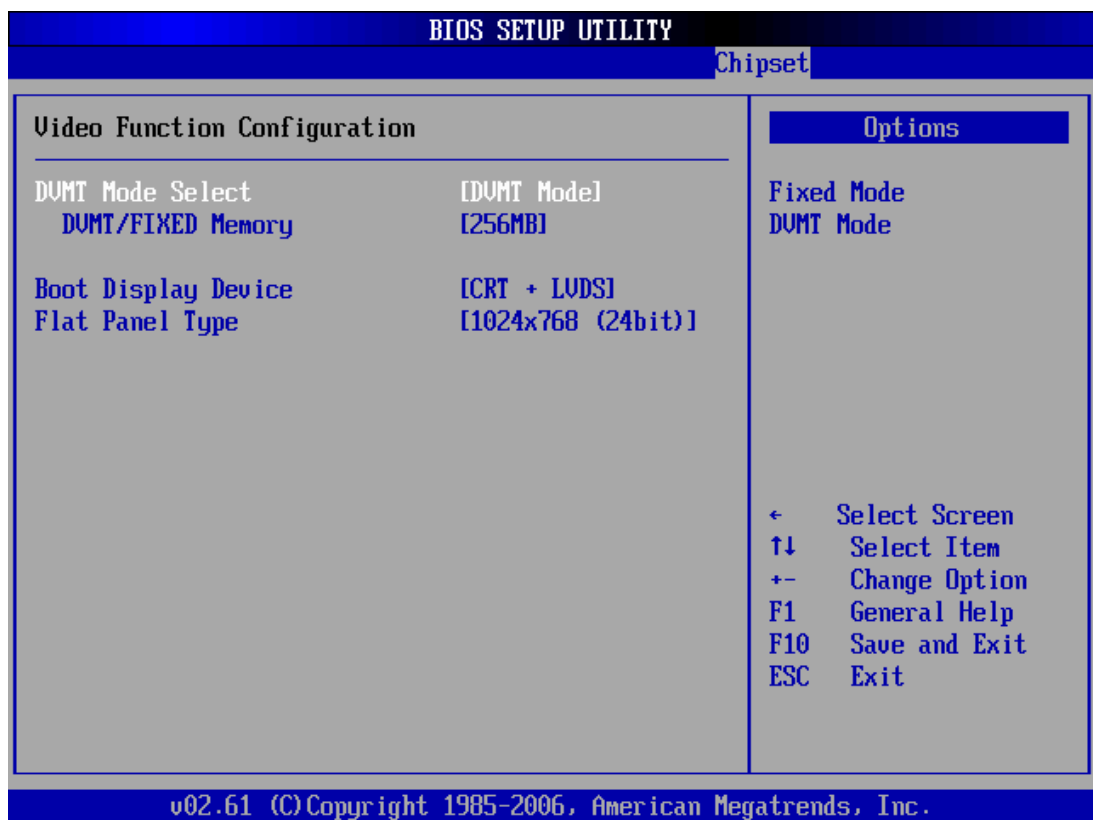 BIOS SETUP UTILITY
Chipset
Video Function Configuration
DVMT Mode Select [DVMT Mode]
DVMT/FIXED Memory [256MB]
Boot Display Device [CRT + LVDS]
Flat Panel Type [1024x768 (24bit)]
Options
Fixed Mode
DVMT Mode
← Select Screen
↑↓ Select Item
+- Change Option
F1 General Help
F10 Save and Exit
ESC Exit
v02.61 (C)Copyright 1985-2006, American Megatrends, Inc.